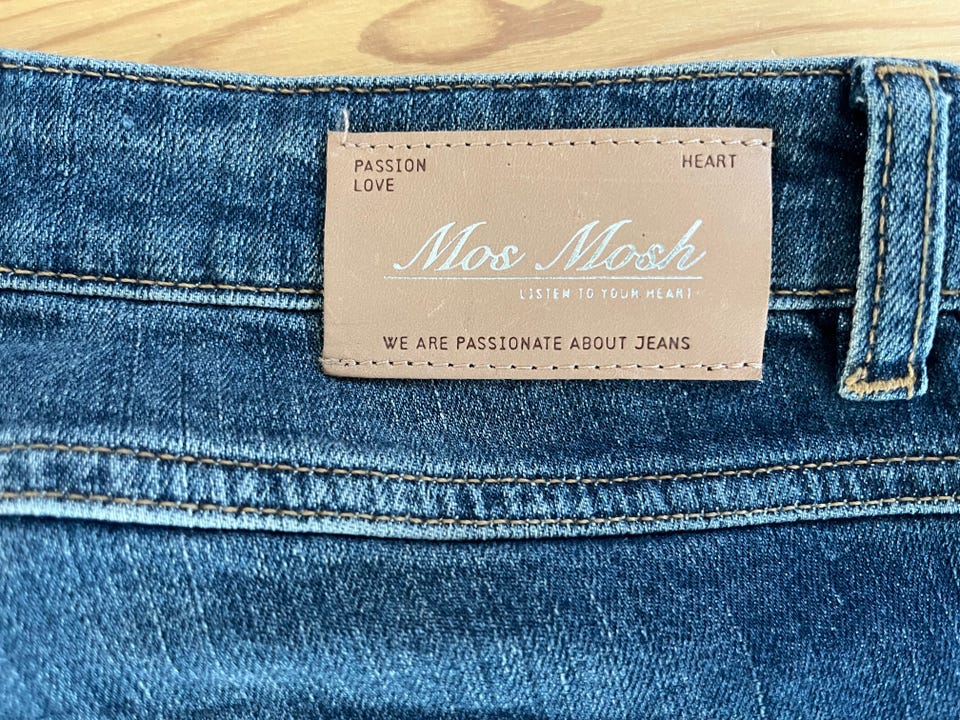 PASSION HEART
LOVE
Mos Mosh
LISTEN TO YOUR HEART
WE ARE PASSIONATE ABOUT JEANS